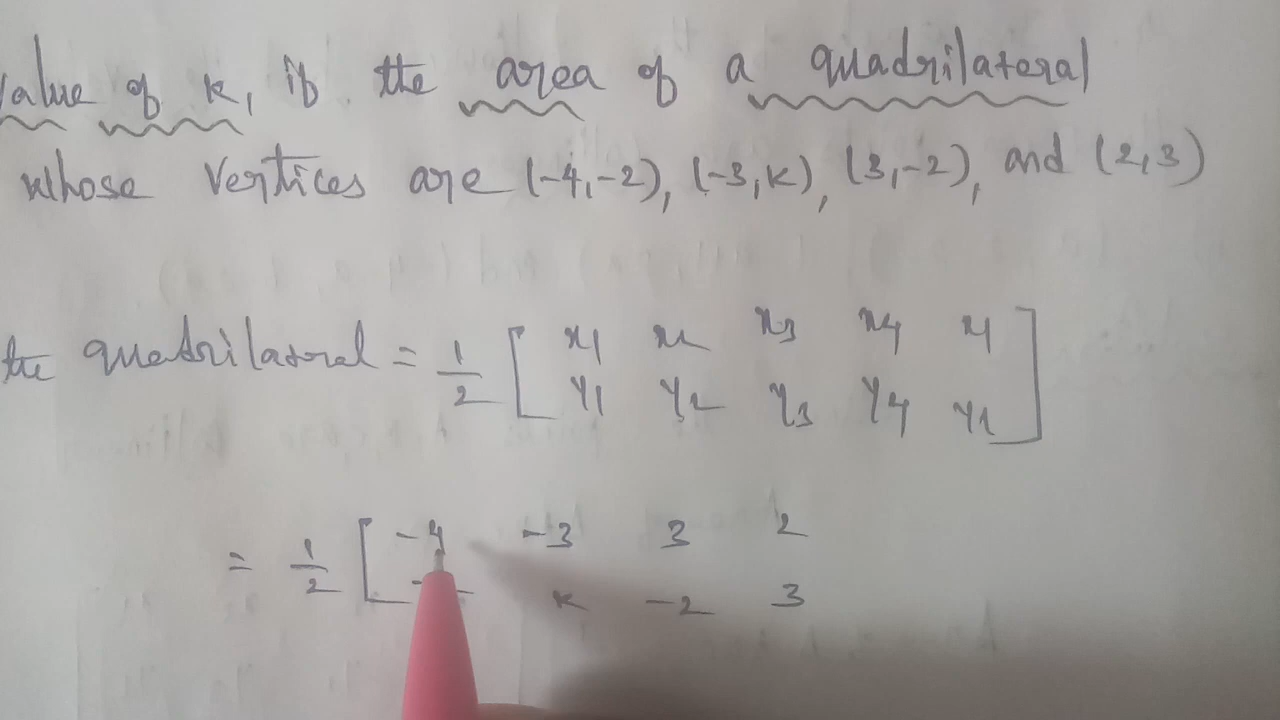 value of k, if the area of a quadrilateral
whose vertices are (-4,-2), (-3,k), (3,-2), and (2,3)
the quadrilateral = 1/2 [ x1 x2 x3 x4 x1
y1 y2 y3 y4 y1 ]
= 1/2 [ -4 -3 3 2
k -2 3